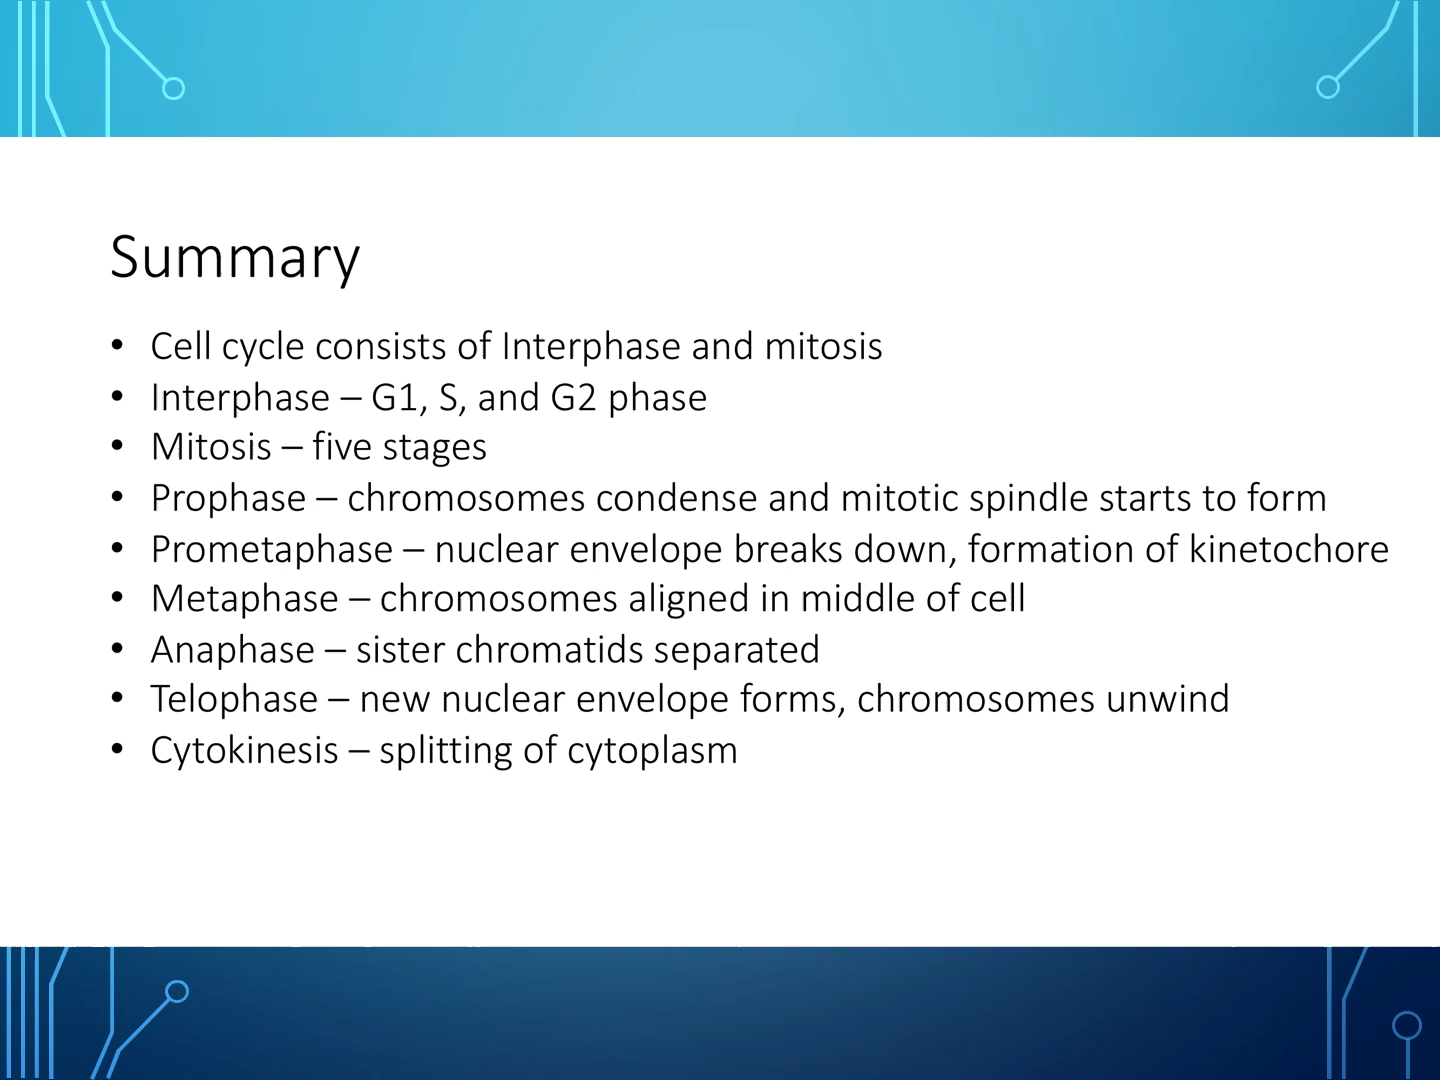 Summary
• Cell cycle consists of Interphase and mitosis
• Interphase – G1, S, and G2 phase
• Mitosis – five stages
• Prophase – chromosomes condense and mitotic spindle starts to form
• Prometaphase – nuclear envelope breaks down, formation of kinetochore
• Metaphase – chromosomes aligned in middle of cell
• Anaphase – sister chromatids separated
• Telophase – new nuclear envelope forms, chromosomes unwind
• Cytokinesis – splitting of cytoplasm